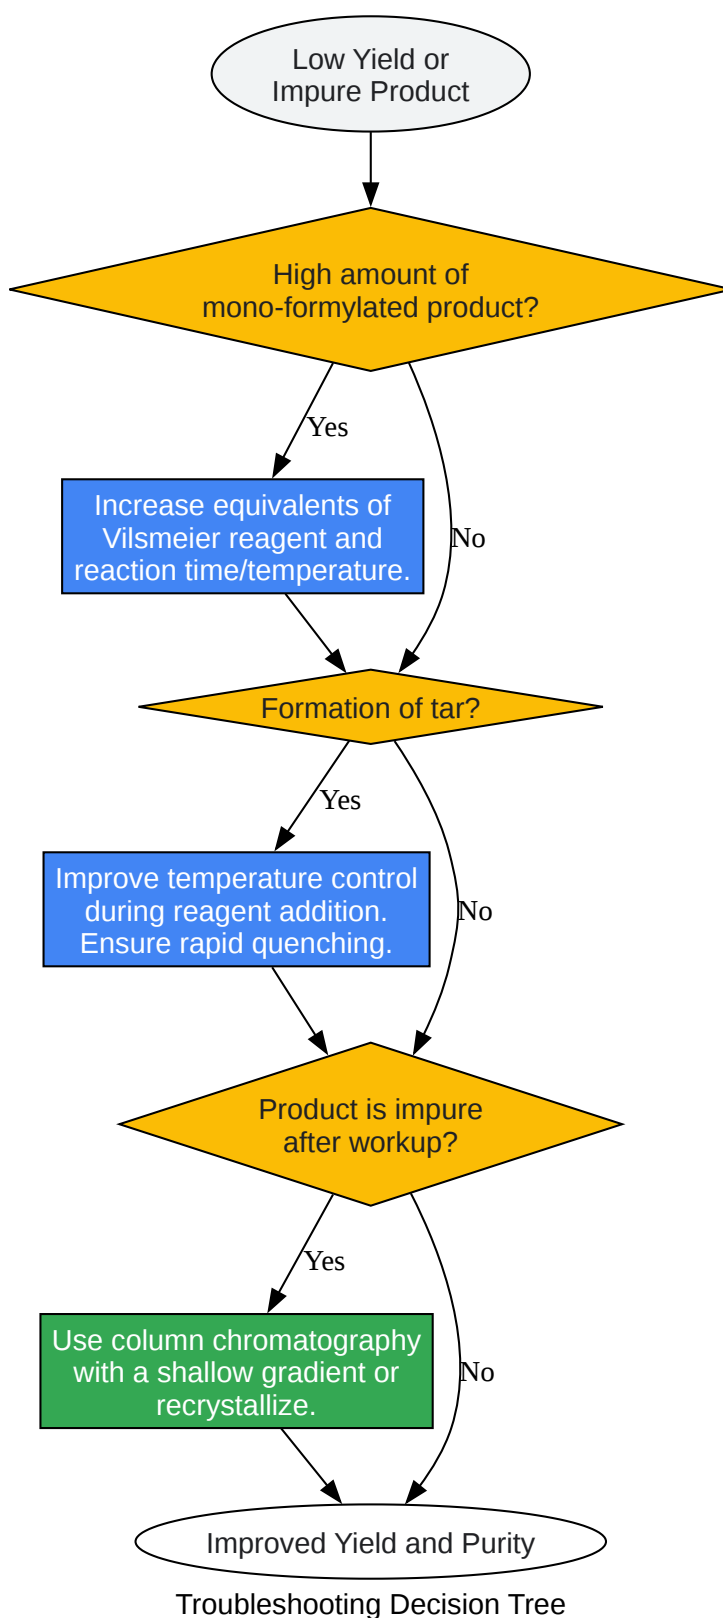 Low Yield or
Impure Product
High amount of
mono-formylated product?
Yes
Increase equivalents of
Vilsmeier reagent and
reaction time/temperature.
No
Formation of tar?
Yes
Improve temperature control
during reagent addition.
Ensure rapid quenching.
No
Product is impure
after workup?
Yes
Use column chromatography
with a shallow gradient or
recrystallize.
No
Improved Yield and Purity
Troubleshooting Decision Tree